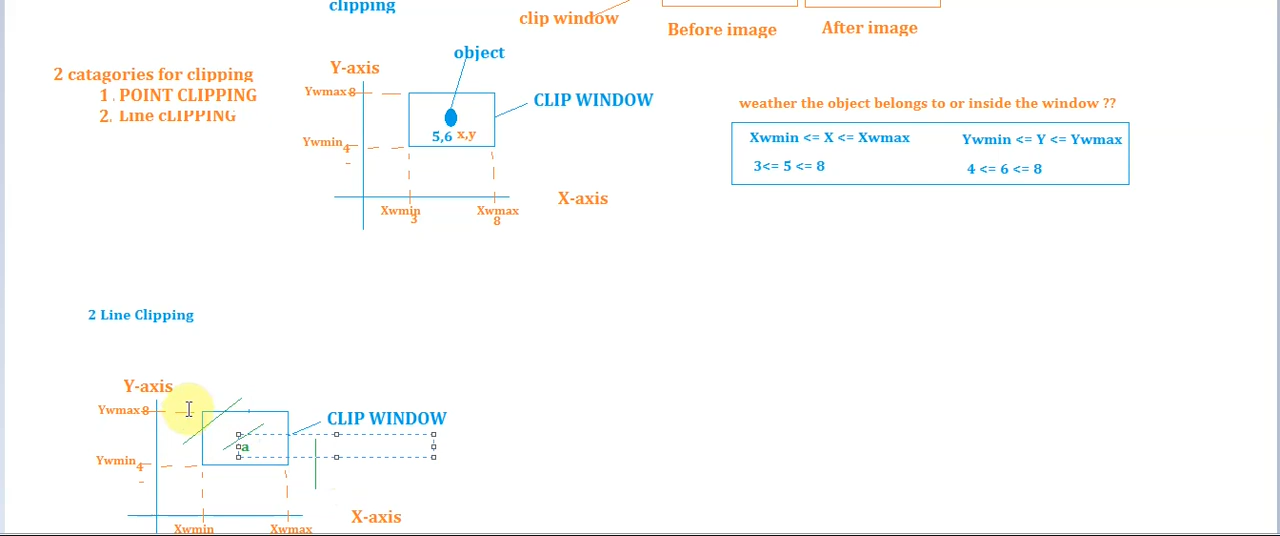 clipping
clip window
Before image
After image
object
Y-axis
2 catagories for clipping
1. POINT CLIPPING
2. Line cLIPPING
Ywmax 8
CLIP WINDOW
weather the object belongs to or inside the window ??
5,6 x,y
Xwmin <= X <= Xwmax
Ywmin <= Y <= Ywmax
Ywmin 4
3<= 5 <= 8
4 <= 6 <= 8
X-axis
Xwmin
3
Xwmax
8
2 Line Clipping
Y-axis
Ywmax 8
CLIP WINDOW
a
Ywmin 4
X-axis
Xwmin
Xwmax